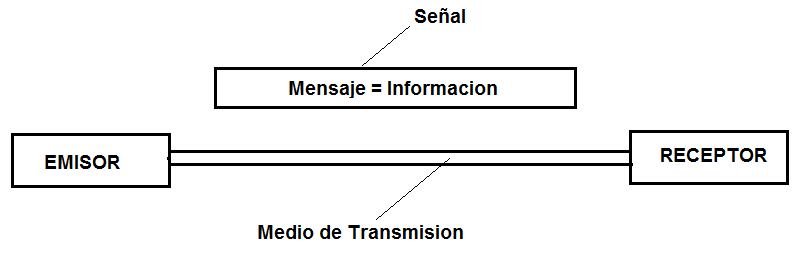 Señal
Mensaje = Informacion
EMISOR
RECEPTOR
Medio de Transmision